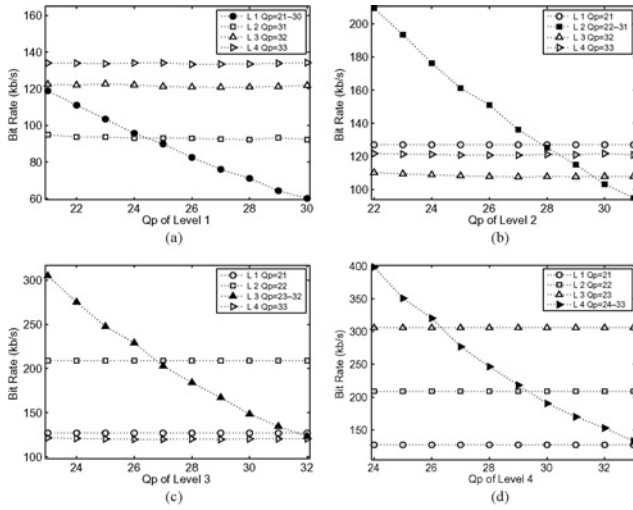 160
140
120
100
80
60
22
24
26
28
30
Bit Rate (kb/s)
Qp of Level 1
L 1 Qp=21–30
L 2 Qp=31
L 3 Qp=32
L 4 Qp=33
(a)
200
180
160
140
120
100
22
24
26
28
30
Bit Rate (kb/s)
Qp of Level 2
L 1 Qp=21
L 2 Qp=22–31
L 3 Qp=32
L 4 Qp=33
(b)
300
250
200
150
100
24
26
28
30
32
Bit Rate (kb/s)
Qp of Level 3
L 1 Qp=21
L 2 Qp=22
L 3 Qp=23–32
L 4 Qp=33
(c)
400
350
300
250
200
150
24
26
28
30
32
Bit Rate (kb/s)
Qp of Level 4
L 1 Qp=21
L 2 Qp=22
L 3 Qp=23
L 4 Qp=24–33
(d)